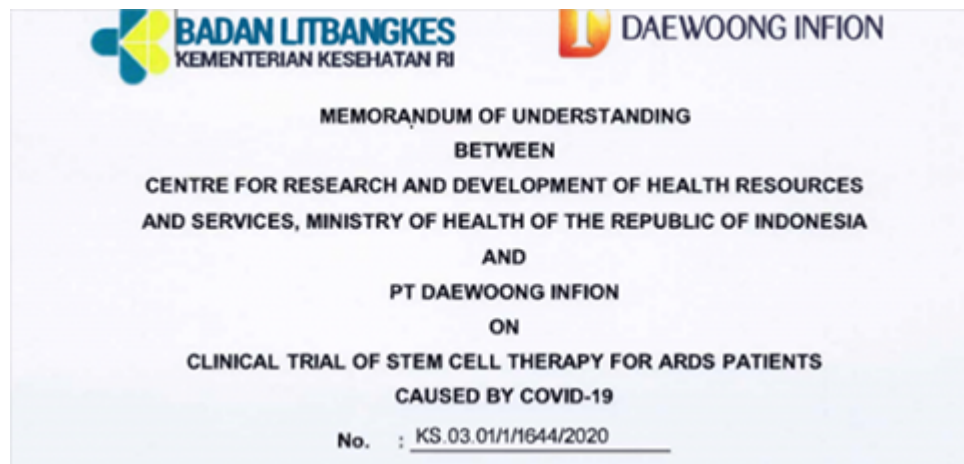 BADAN LITBANGKES
KEMENTERIAN KESEHATAN RI
DAEWOONG INFION
MEMORANDUM OF UNDERSTANDING
BETWEEN
CENTRE FOR RESEARCH AND DEVELOPMENT OF HEALTH RESOURCES
AND SERVICES, MINISTRY OF HEALTH OF THE REPUBLIC OF INDONESIA
AND
PT DAEWOONG INFION
ON
CLINICAL TRIAL OF STEM CELL THERAPY FOR ARDS PATIENTS
CAUSED BY COVID-19
No. : KS.03.01/1/1644/2020